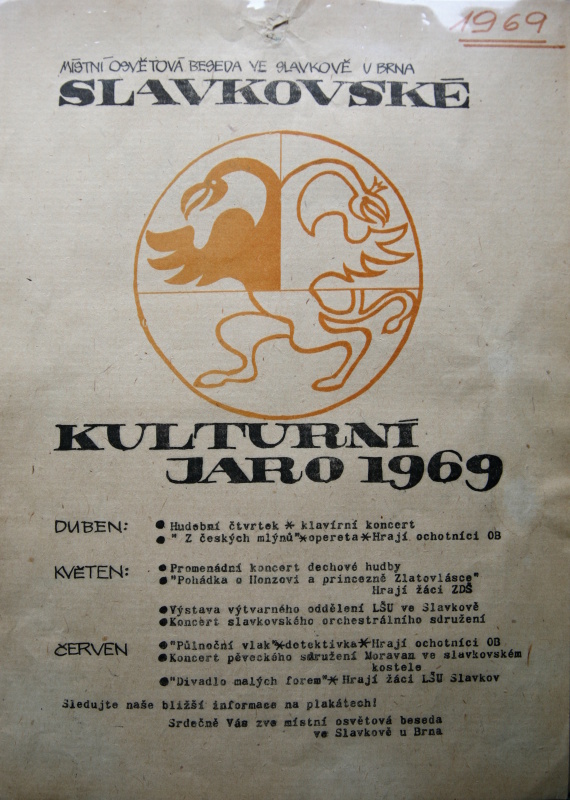 1969
MÍSTNÍ OSVĚTOVÁ BESEDA VE SLAVKOVĚ U BRNA
SLAVKOVSKÉ
KULTURNÍ
JARO 1969
DUBEN: ● Hudební čtvrtek * klavírní koncert
● " Z českých mlýnů"*opereta*Hrají ochotníci OB
KVĚTEN: ● Promenádní koncert dechové hudby
● "Pohádka o Honzovi a princezně Zlatovlásce"
Hrají žáci ZDŠ
● Výstava výtvarného oddělení LŠU ve Slavkově
● Koncert slavkovského orchestrálního sdružení
ČERVEN ● "Půlnoční vlak"*detektivka*Hrají ochotníci OB
● Koncert pěveckého sdružení Moravan ve slavkovském
kostele
● "Divadlo malých forem"* Hrají žáci LŠU Slavkov
Sledujte naše bližší informace na plakátech!
Srdečně Vás zve místní osvětová beseda
ve Slavkově u Brna